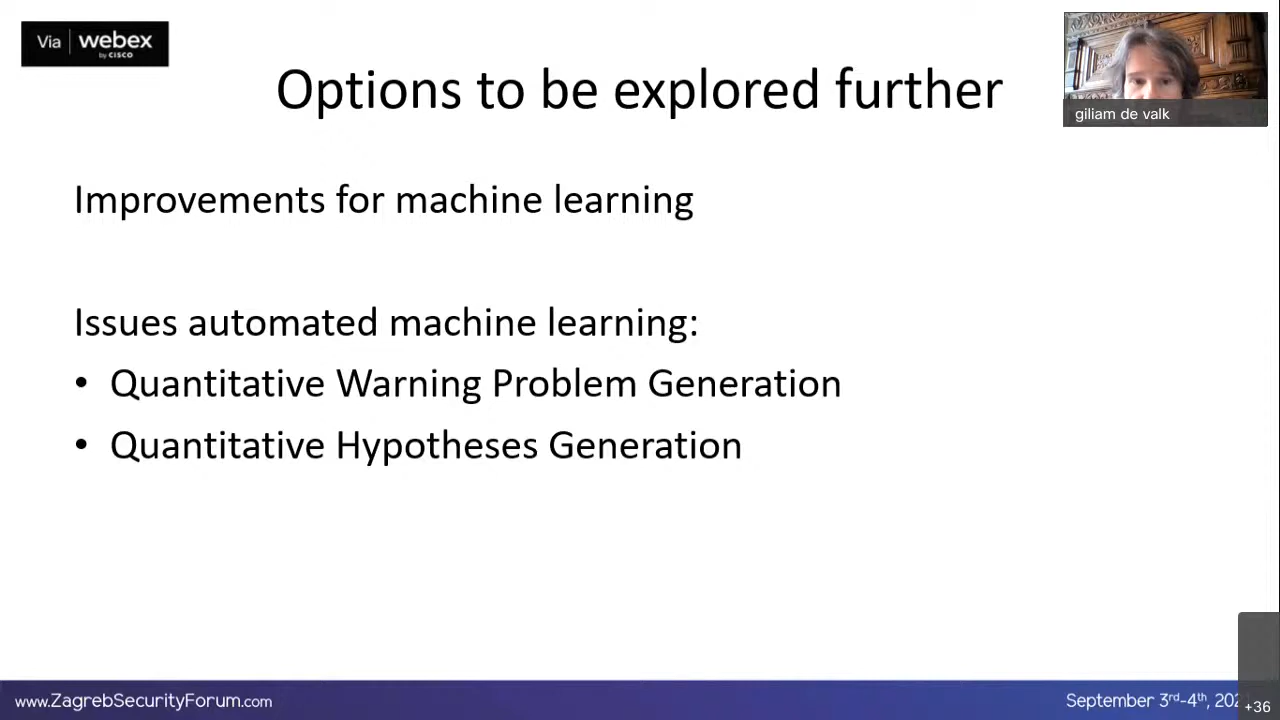 Via webex
by CISCO
Options to be explored further
giliam de valk
Improvements for machine learning
Issues automated machine learning:
• Quantitative Warning Problem Generation
• Quantitative Hypotheses Generation
www.ZagrebSecurityForum.com
September 3rd-4th, 202
+36